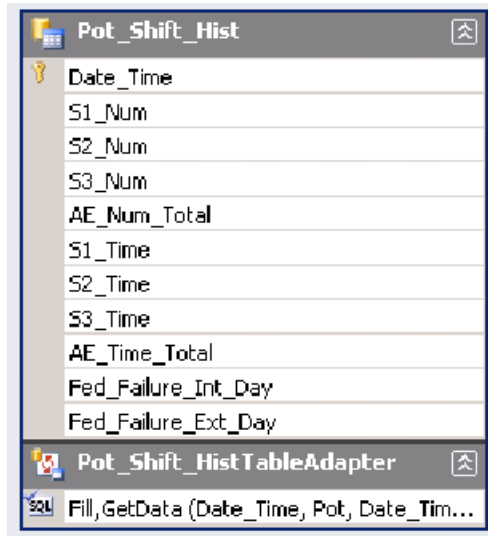 Pot_Shift_Hist
Date_Time
S1_Num
S2_Num
S3_Num
AE_Num_Total
S1_Time
S2_Time
S3_Time
AE_Time_Total
Fed_Failure_Int_Day
Fed_Failure_Ext_Day
Pot_Shift_HistTableAdapter
SQL Fill,GetData (Date_Time, Pot, Date_Tim...